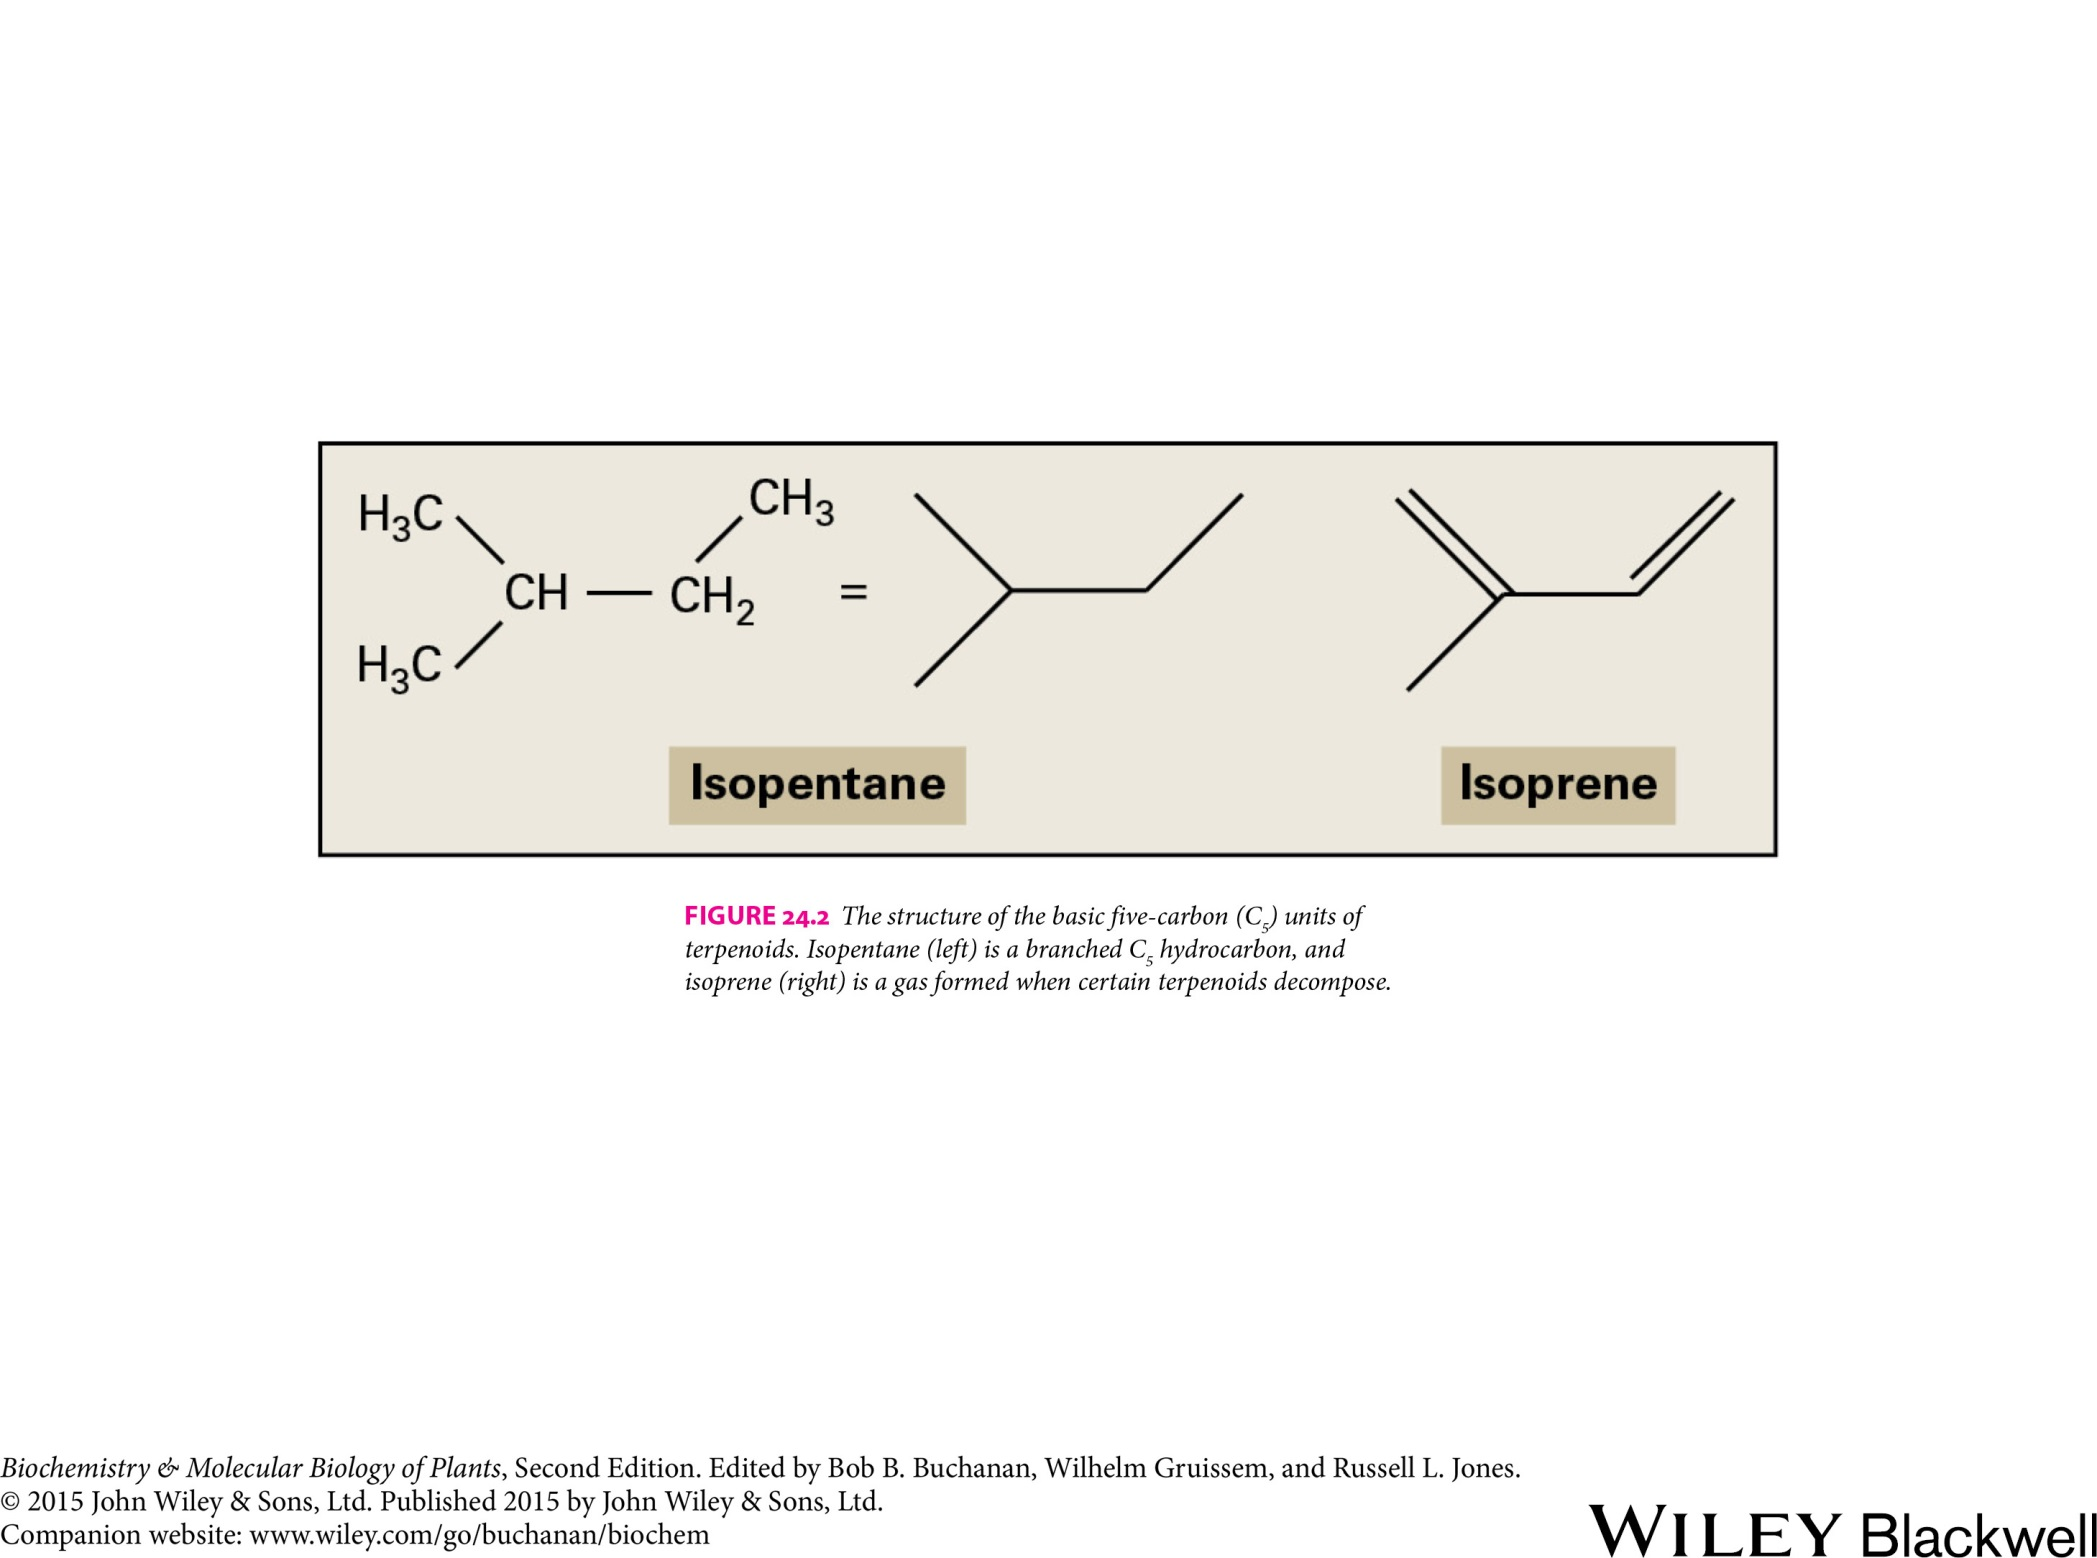 H₃C
CH₃
CH — CH₂ =
H₃C
Isopentane
Isoprene
FIGURE 24.2 The structure of the basic five-carbon (C₅) units of
terpenoids. Isopentane (left) is a branched C₅ hydrocarbon, and
isoprene (right) is a gas formed when certain terpenoids decompose.
Biochemistry & Molecular Biology of Plants, Second Edition. Edited by Bob B. Buchanan, Wilhelm Gruissem, and Russell L. Jones.
© 2015 John Wiley & Sons, Ltd. Published 2015 by John Wiley & Sons, Ltd.
Companion website: www.wiley.com/go/buchanan/biochem
WILEY Blackwell